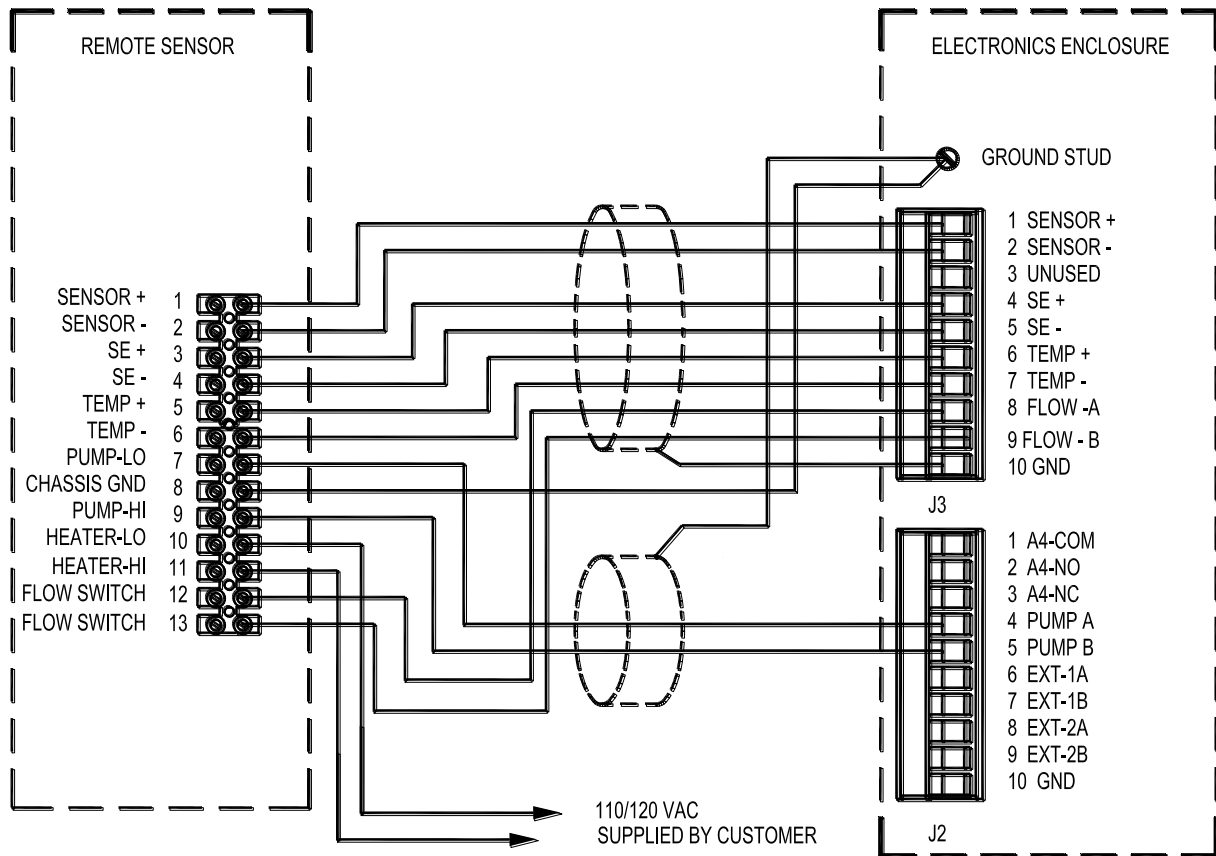 REMOTE SENSOR
SENSOR + 1
SENSOR - 2
SE + 3
SE - 4
TEMP + 5
TEMP - 6
PUMP-LO 7
CHASSIS GND 8
PUMP-HI 9
HEATER-LO 10
HEATER-HI 11
FLOW SWITCH 12
FLOW SWITCH 13
110/120 VAC
SUPPLIED BY CUSTOMER
ELECTRONICS ENCLOSURE
GROUND STUD
1 SENSOR +
2 SENSOR -
3 UNUSED
4 SE +
5 SE -
6 TEMP +
7 TEMP -
8 FLOW -A
9 FLOW - B
10 GND
J3
1 A4-COM
2 A4-NO
3 A4-NC
4 PUMP A
5 PUMP B
6 EXT-1A
7 EXT-1B
8 EXT-2A
9 EXT-2B
10 GND
J2